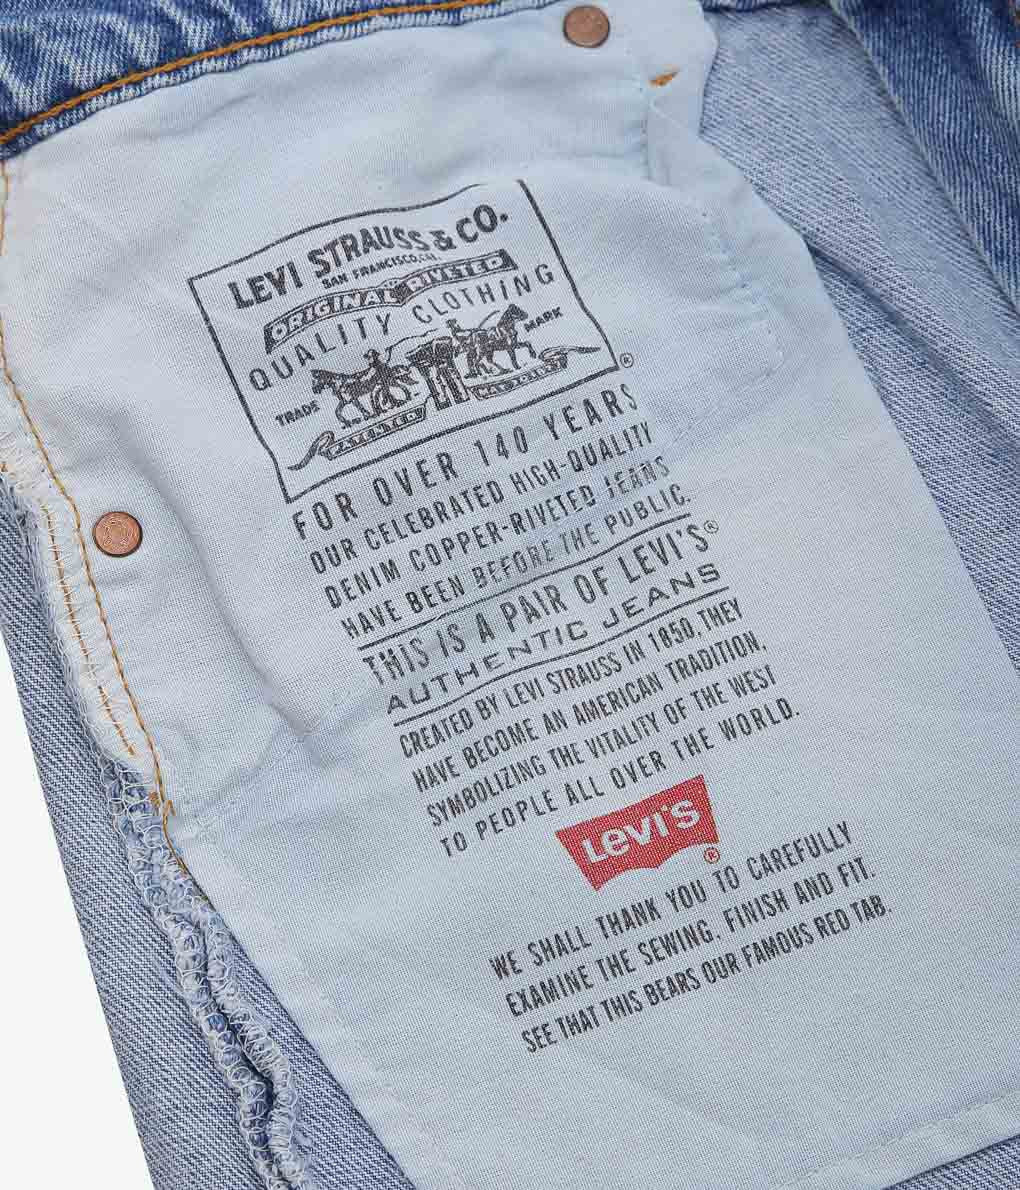 LEVI STRAUSS & CO.
SAN FRANCISCO, CAL.
ORIGINAL RIVETED
QUALITY CLOTHING
TRADE MARK
PATENTED MAY 20 1873
®
FOR OVER 140 YEARS
OUR CELEBRATED HIGH-QUALITY
DENIM COPPER-RIVETED JEANS
HAVE BEEN BEFORE THE PUBLIC.
THIS IS A PAIR OF LEVI'S®
AUTHENTIC JEANS
CREATED BY LEVI STRAUSS IN 1850, THEY
HAVE BECOME AN AMERICAN TRADITION,
SYMBOLIZING THE VITALITY OF THE WEST
TO PEOPLE ALL OVER THE WORLD.
LEVI'S
®
WE SHALL THANK YOU TO CAREFULLY
EXAMINE THE SEWING, FINISH AND FIT.
SEE THAT THIS BEARS OUR FAMOUS RED TAB.